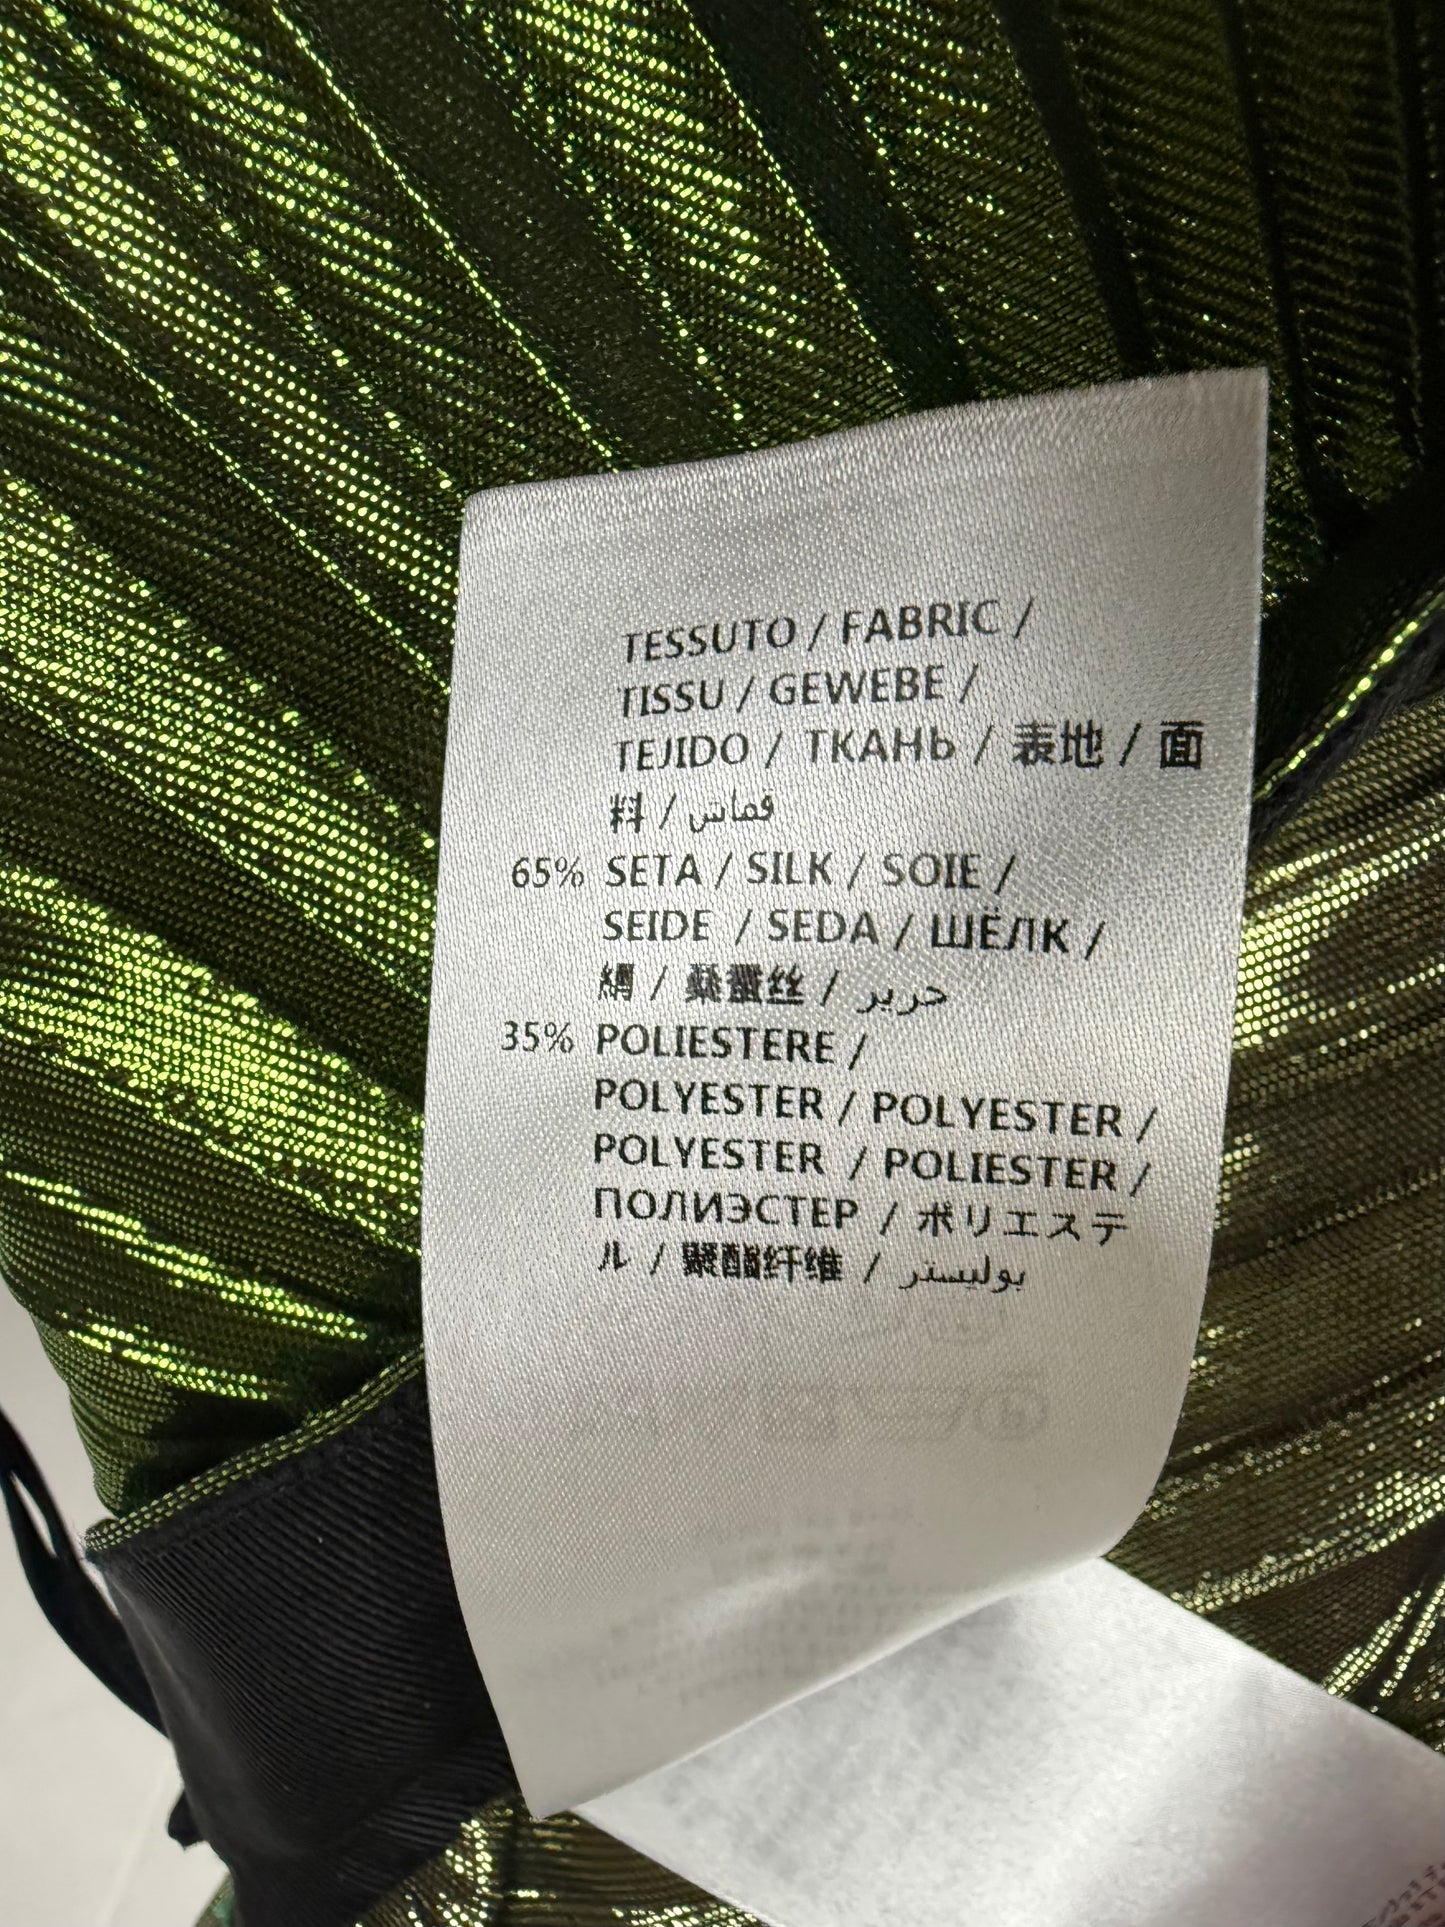 TESSUTO / FABRIC /
TISSU / GEWEBE /
TEJIDO / ТКАНЬ / 表地 / 面
料 / قماش
65% SETA / SILK / SOIE /
SEIDE / SEDA / ШЁЛК /
絹 / 桑蚕丝 / حرير
35% POLIESTERE /
POLYESTER / POLYESTER /
POLYESTER / POLIESTER /
ПОЛИЭСТЕР / ポリエステ
ル / 聚酯纤维 / بوليستر